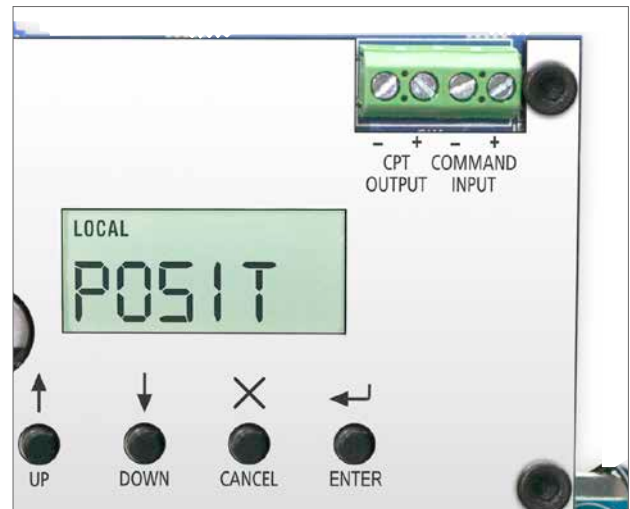 - + - +
CPT COMMAND
OUTPUT INPUT
LOCAL
POSIT
UP DOWN CANCEL ENTER